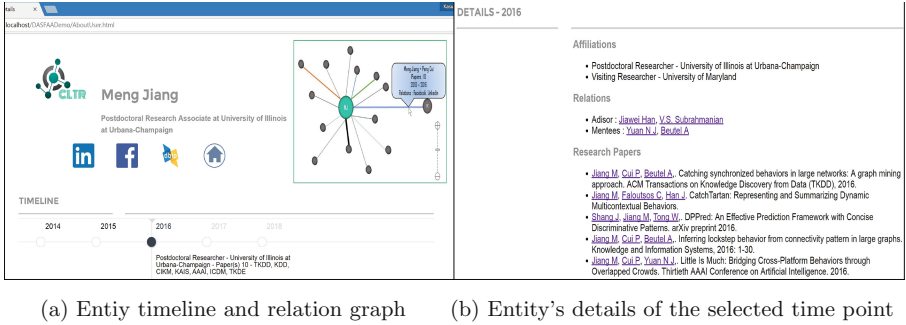 tails
×
localhost/DASFAADemo/AboutUser.html
CLTR
Meng Jiang
Postdoctoral Research Associate at University of Illinois
at Urbana-Champaign
in
f
dblp
Meng Jiang - Peng Cui
Papers: 10
2010 - 2016
Relations : facebook, linkedin
TIMELINE
2014
2015
2016
2017
2018
Postdoctoral Researcher - University of Illinois at
Urbana-Champaign - Paper(s) 10 - TKDD, KDD,
CIKM, KAIS, AAAI, ICDM, TKDE
DETAILS - 2016
Affiliations
• Postdoctoral Researcher - University of Illinois at Urbana-Champaign
• Visiting Researcher - University of Maryland
Relations
• Adisor : Jiawei Han, V.S. Subrahmanian
• Mentees : Yuan N J, Beutel A
Research Papers
• Jiang M, Cui P, Beutel A,. Catching synchronized behaviors in large networks: A graph mining
approach. ACM Transactions on Knowledge Discovery from Data (TKDD), 2016.
• Jiang M, Faloutsos C, Han J. CatchTartan: Representing and Summarizing Dynamic
Multicontextual Behaviors.
• Shang J, Jiang M, Tong W,. DPPred: An Effective Prediction Framework with Concise
Discriminative Patterns. arXiv preprint 2016.
• Jiang M, Cui P, Beutel A,. Inferring lockstep behavior from connectivity pattern in large graphs.
Knowledge and Information Systems, 2016: 1-30.
• Jiang M, Cui P, Yuan N J,. Little Is Much: Bridging Cross-Platform Behaviors through
Overlapped Crowds. Thirtieth AAAI Conference on Artificial Intelligence. 2016.
(a) Entiy timeline and relation graph
(b) Entity's details of the selected time point